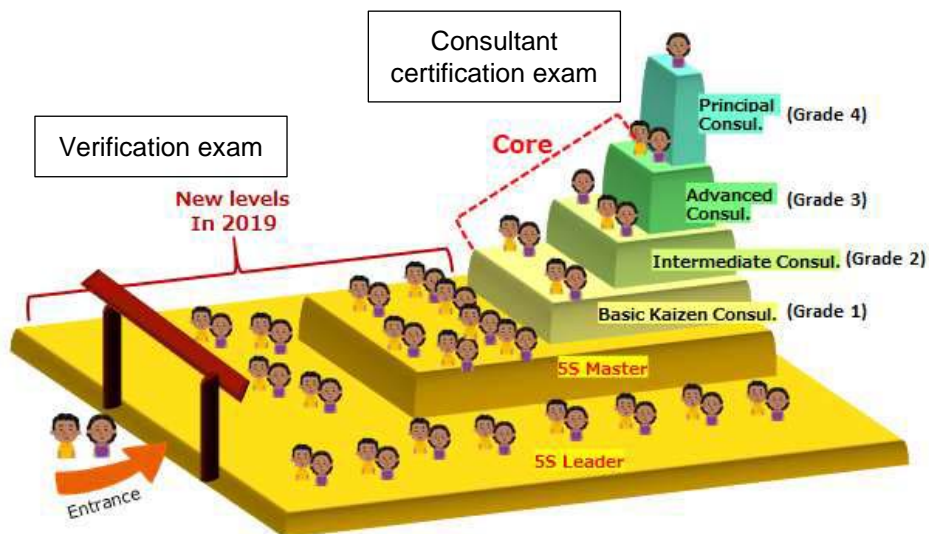 Consultant
certification exam
Verification exam
New levels
In 2019
Core
Principal
Consul.
(Grade 4)
Advanced
Consul.
(Grade 3)
Intermediate Consul. (Grade 2)
Basic Kaizen Consul. (Grade 1)
5S Master
5S Leader
Entrance